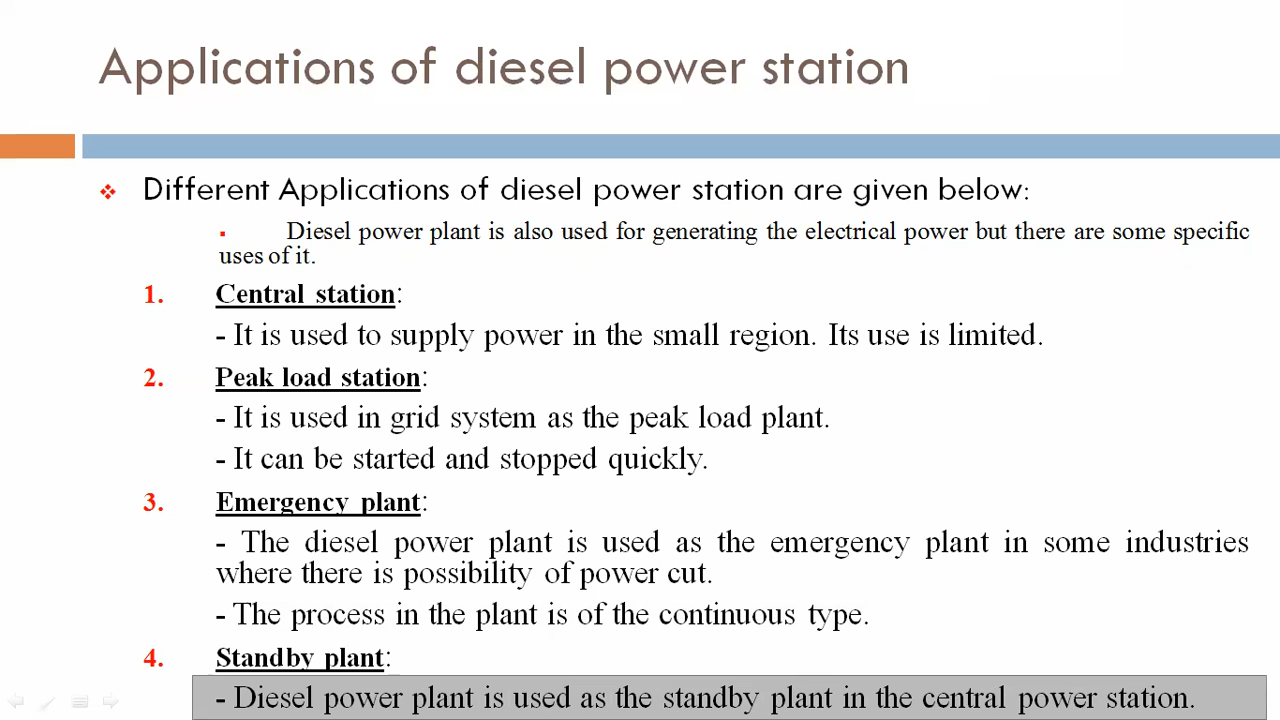 Applications of diesel power station
❖ Different Applications of diesel power station are given below:
▪ Diesel power plant is also used for generating the electrical power but there are some specific
uses of it.
1. Central station:
- It is used to supply power in the small region. Its use is limited.
2. Peak load station:
- It is used in grid system as the peak load plant.
- It can be started and stopped quickly.
3. Emergency plant:
- The diesel power plant is used as the emergency plant in some industries
where there is possibility of power cut.
- The process in the plant is of the continuous type.
4. Standby plant:
- Diesel power plant is used as the standby plant in the central power station.